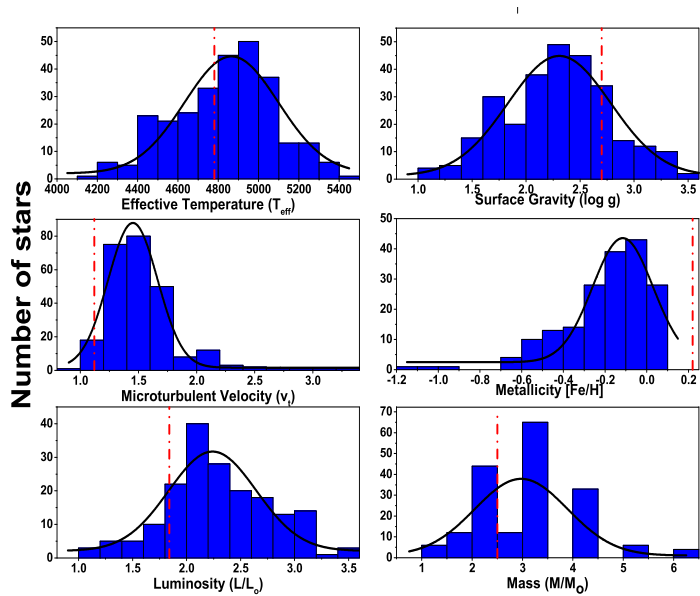 Number of stars
50
40
30
20
10
0
4000 4200 4400 4600 4800 5000 5200 5400
Effective Temperature (Teff)
50
40
30
20
10
0
1.0 1.5 2.0 2.5 3.0 3.5
Surface Gravity (log g)
80
60
40
20
0
1.0 1.5 2.0 2.5 3.0
Microturbulent Velocity (vt)
50
40
30
20
10
0
-1.2 -1.0 -0.8 -0.6 -0.4 -0.2 0.0 0.2
Metallicity [Fe/H]
40
30
20
10
0
1.0 1.5 2.0 2.5 3.0 3.5
Luminosity (L/Lo)
70
60
50
40
30
20
10
0
1 2 3 4 5 6
Mass (M/MO)